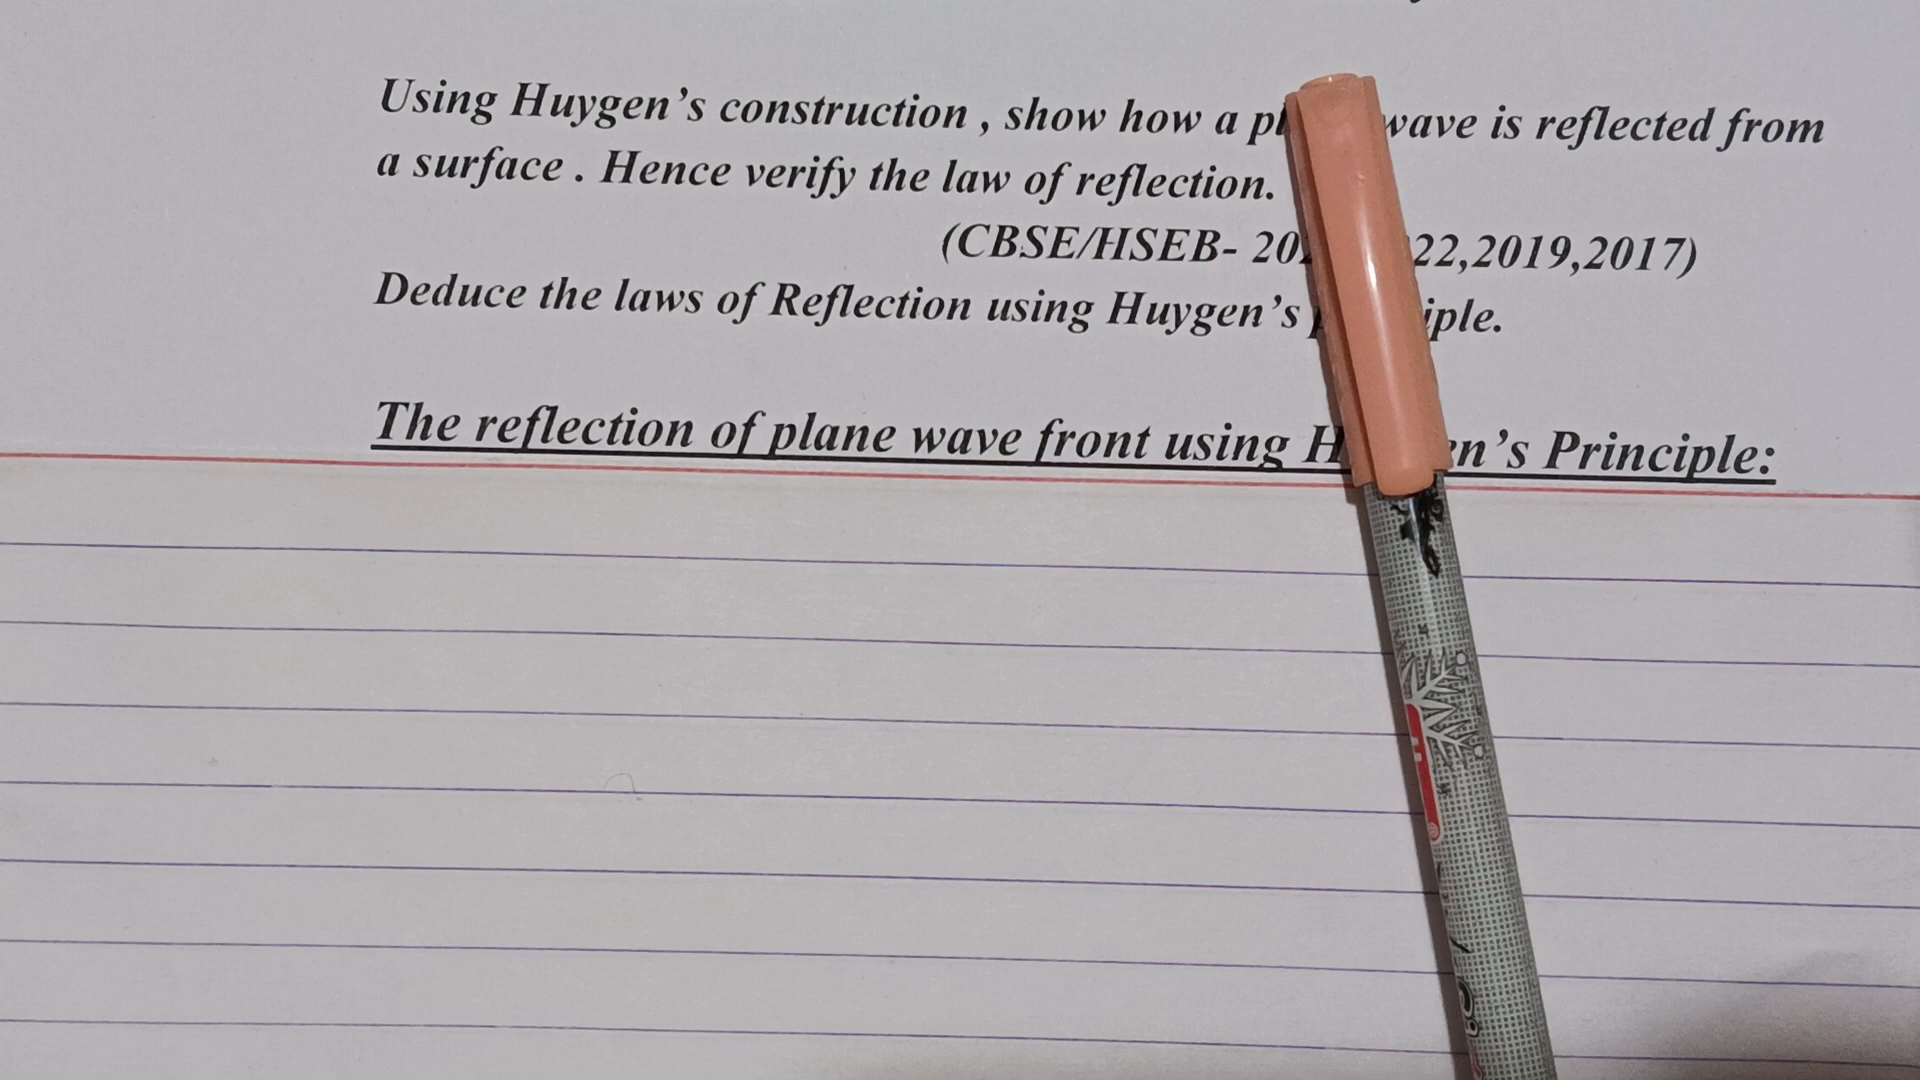 Using Huygen's construction , show how a wave is reflected from
a surface . Hence verify the law of reflection.
(CBSE/HSEB- 22,2019,2017)
Deduce the laws of Reflection using Huygen's
The reflection of plane wave front using Principle: